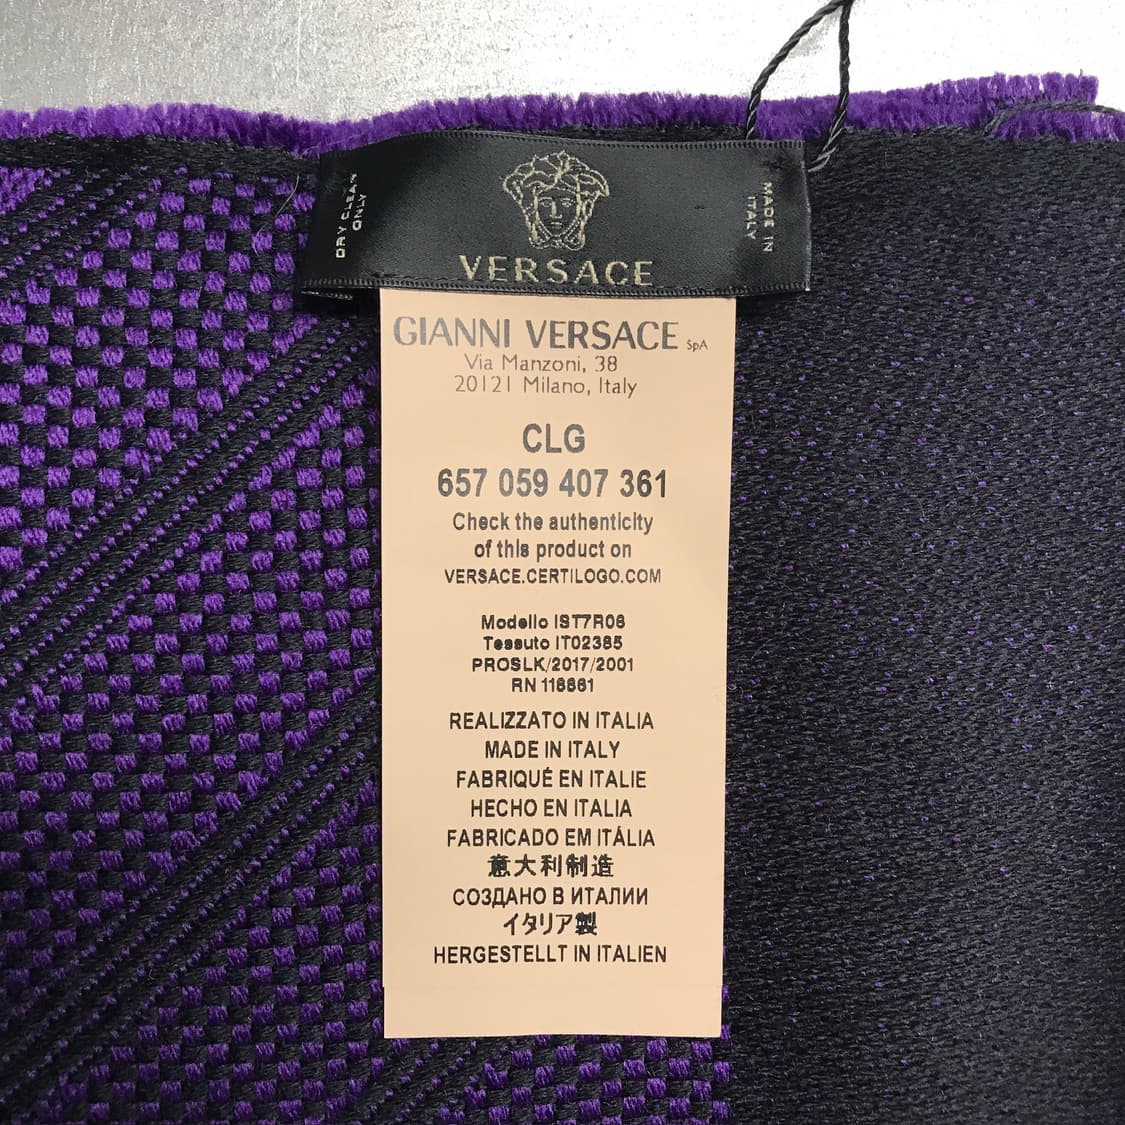 DRY CLEAN
ONLY
VERSACE
MADE IN
ITALY
GIANNI VERSACE SpA
Via Manzoni, 38
20121 Milano, Italy
CLG
657 059 407 361
Check the authenticity
of this product on
VERSACE.CERTILOGO.COM
Modello IST7R06
Tessuto IT02385
PROSLK/2017/2001
RN 116861
REALIZZATO IN ITALIA
MADE IN ITALY
FABRIQUÉ EN ITALIE
HECHO EN ITALIA
FABRICADO EM ITÁLIA
意大利制造
СОЗДАНО В ИТАЛИИ
イタリア製
HERGESTELLT IN ITALIEN